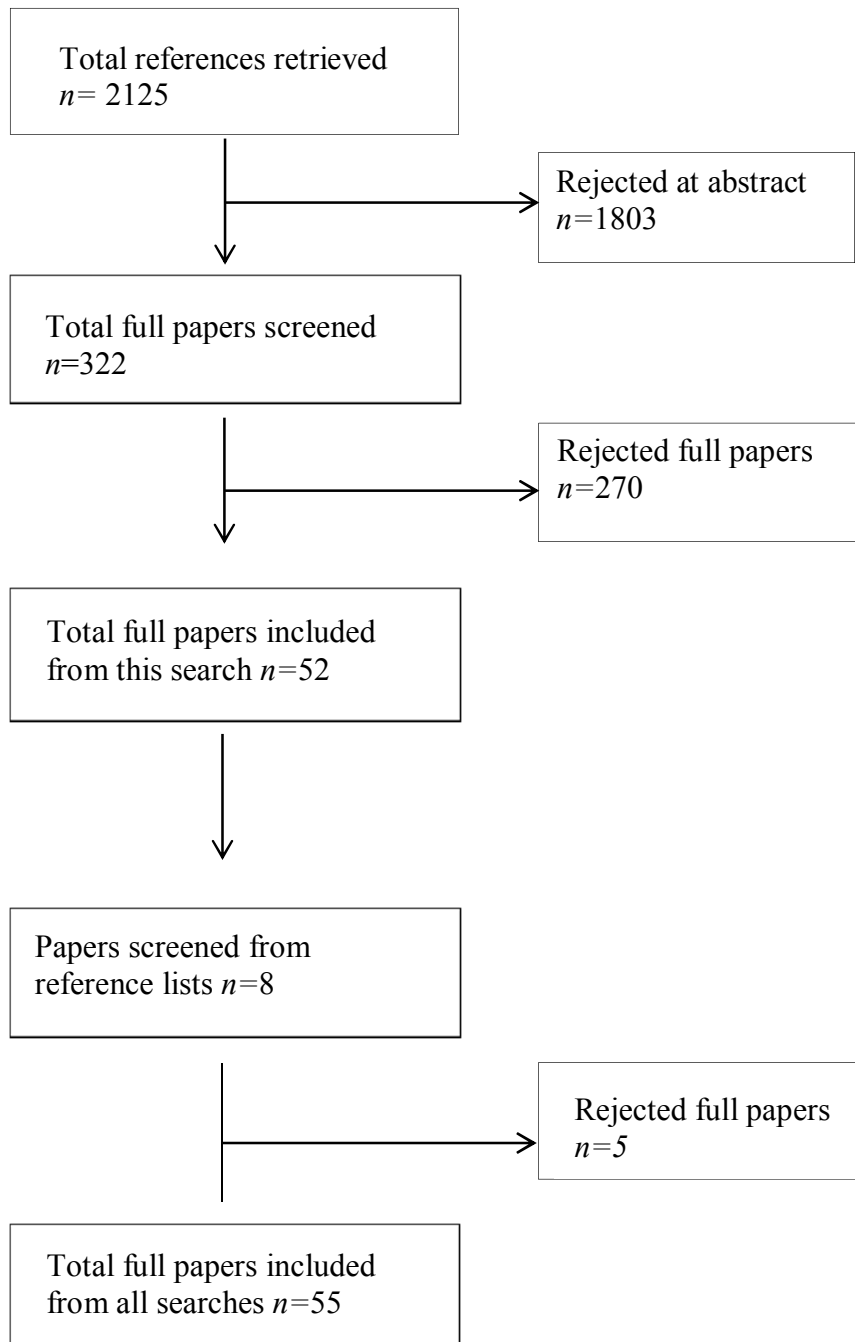 Total references retrieved
n= 2125
Rejected at abstract
n=1803
Total full papers screened
n=322
Rejected full papers
n=270
Total full papers included
from this search n=52
Papers screened from
reference lists n=8
Rejected full papers
n=5
Total full papers included
from all searches n=55